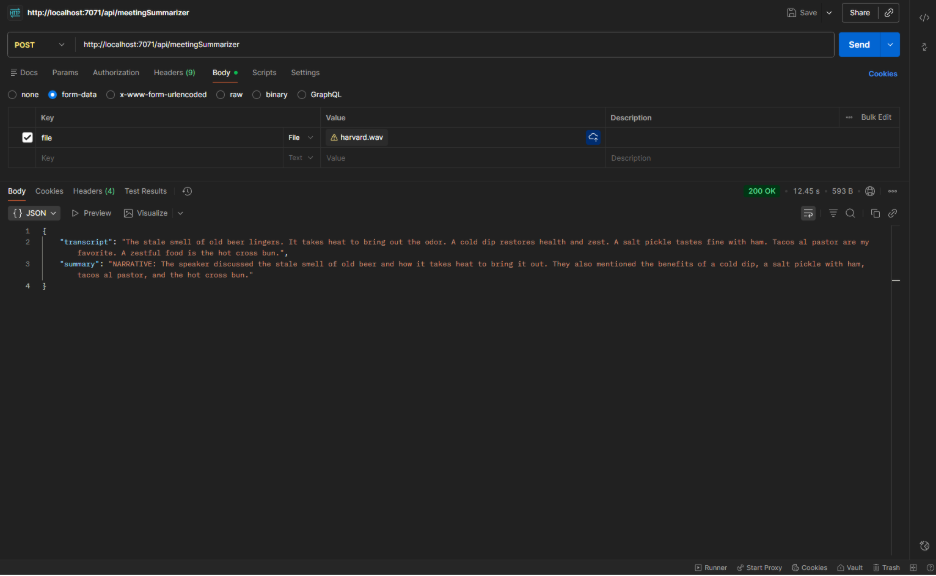 http://localhost:7071/api/meetingSummarizer Save Share
POST http://localhost:7071/api/meetingSummarizer Send
Docs Params Authorization Headers (9) Body Scripts Settings Cookies
none form-data x-www-form-urlencoded raw binary GraphQL
Key Value Description Bulk Edit
file File harvard.wav
Key Text Value Description
Body Cookies Headers (4) Test Results 200 OK 12.45 s 593 B
{} JSON Preview Visualize
1 {
2 "transcript": "The stale smell of old beer lingers. It takes heat to bring out the odor. A cold dip restores health and zest. A salt pickle tastes fine with ham. Tacos al pastor are my
favorite. A zestful food is the hot cross bun.",
3 "summary": "NARRATIVE: The speaker discussed the stale smell of old beer and how it takes heat to bring it out. They also mentioned the benefits of a cold dip, a salt pickle with ham,
tacos al pastor, and the hot cross bun."
4 }
Runner Start Proxy Cookies Vault Trash